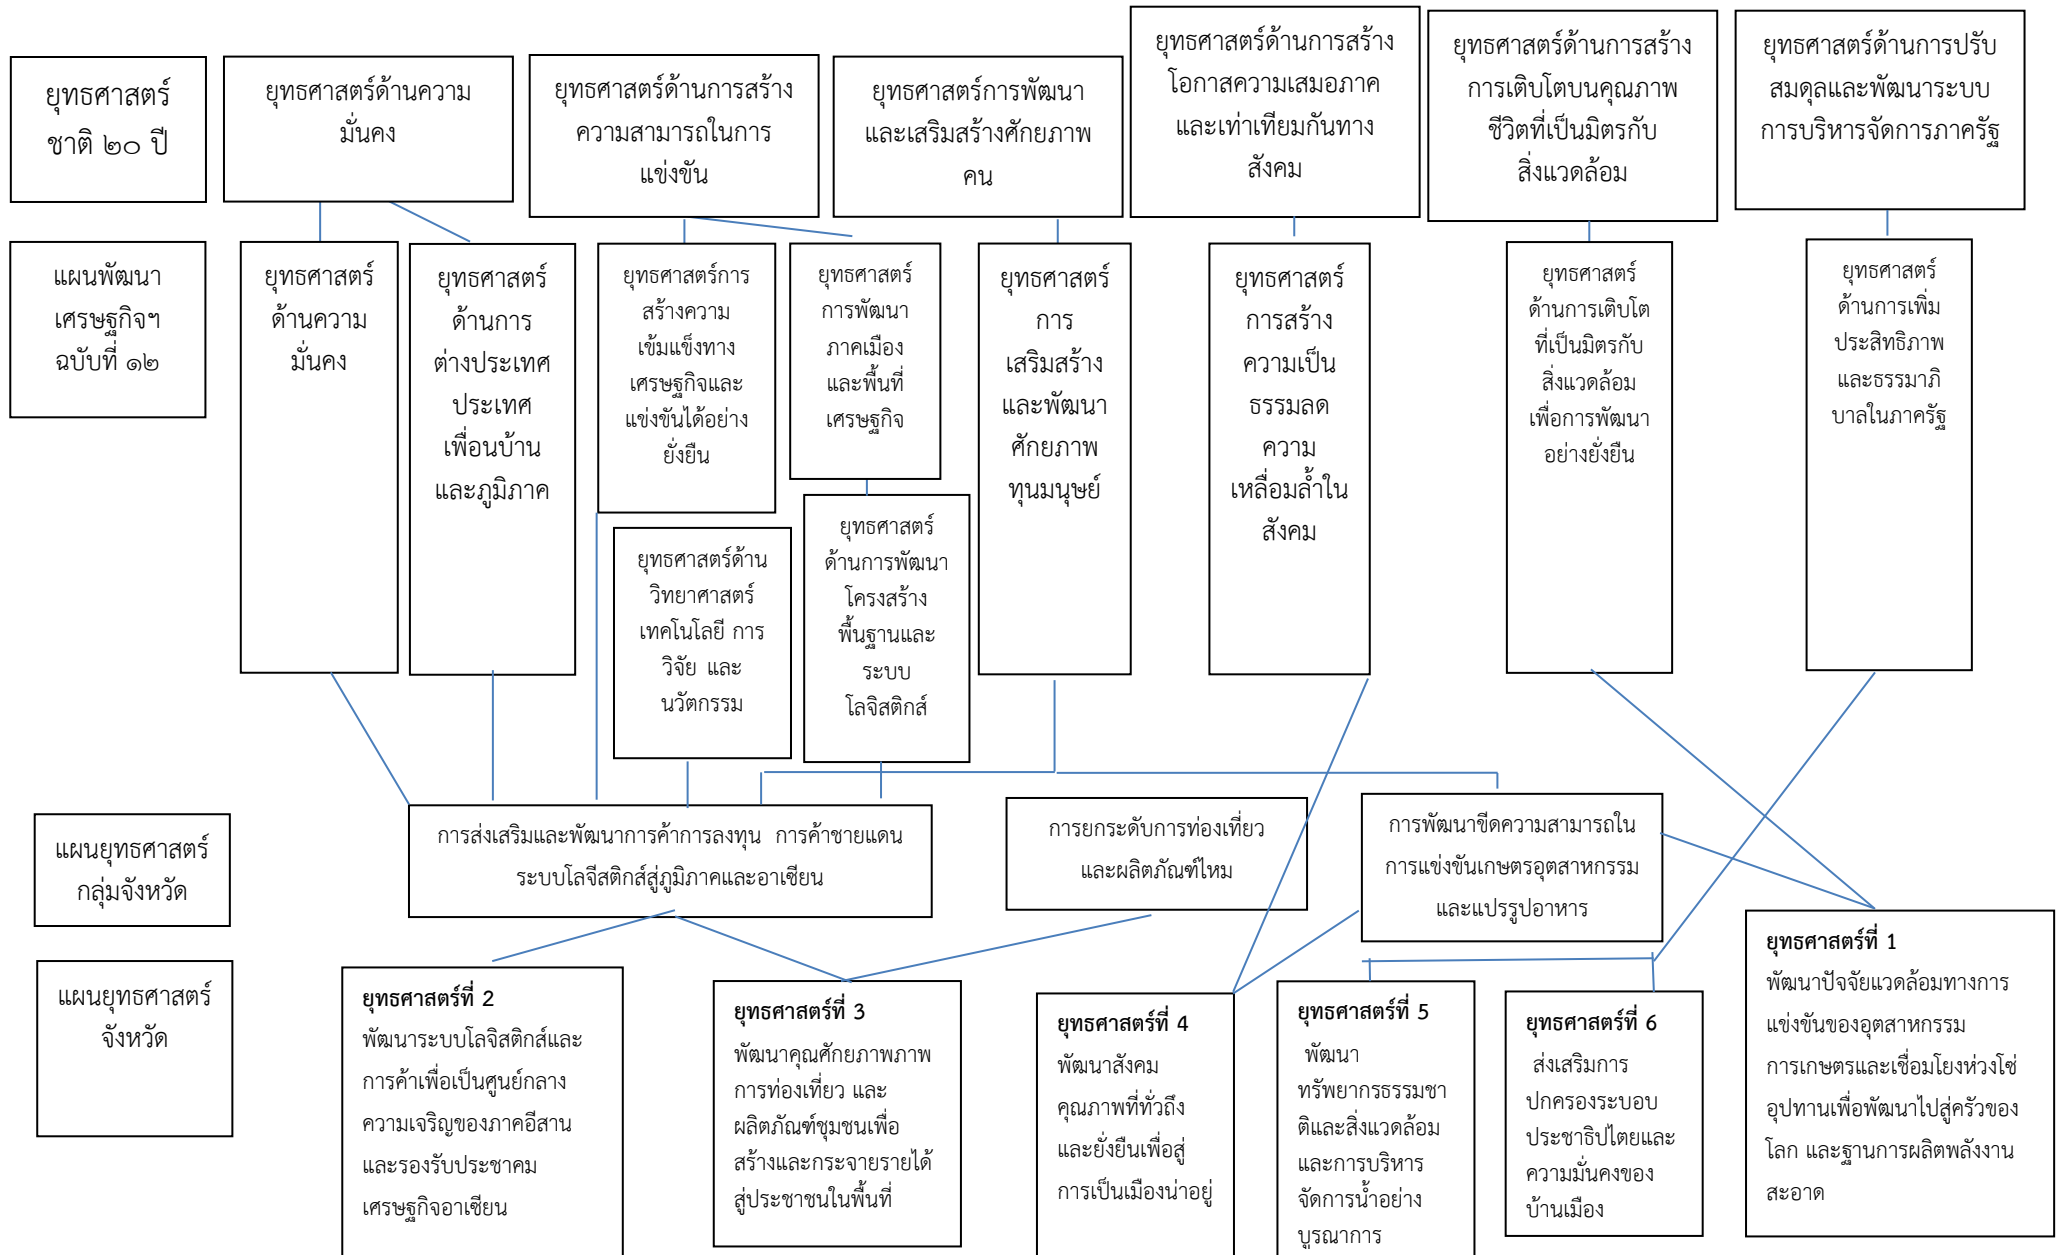 ยุทธศาสตร์
ชาติ ๒๐ ปี
ยุทธศาสตร์ด้านความ
มั่นคง
ยุทธศาสตร์ด้านการสร้าง
ความสามารถในการ
แข่งขัน
ยุทธศาสตร์การพัฒนา
และเสริมสร้างศักยภาพ
คน
ยุทธศาสตร์ด้านการสร้าง
โอกาสความเสมอภาค
และเท่าเทียมกันทาง
สังคม
ยุทธศาสตร์ด้านการสร้าง
การเติบโตบนคุณภาพ
ชีวิตที่เป็นมิตรกับ
สิ่งแวดล้อม
ยุทธศาสตร์ด้านการปรับ
สมดุลและพัฒนาระบบ
การบริหารจัดการภาครัฐ
แผนพัฒนา
เศรษฐกิจฯ
ฉบับที่ ๑๒
ยุทธศาสตร์
ด้านความ
มั่นคง
ยุทธศาสตร์
ด้านการ
ต่างประเทศ
ประเทศ
เพื่อนบ้าน
และภูมิภาค
ยุทธศาสตร์การ
สร้างความ
เข้มแข็งทาง
เศรษฐกิจและ
แข่งขันได้อย่าง
ยั่งยืน
ยุทธศาสตร์
การพัฒนา
ภาคเมือง
และพื้นที่
เศรษฐกิจ
ยุทธศาสตร์
การ
เสริมสร้าง
และพัฒนา
ศักยภาพ
ทุนมนุษย์
ยุทธศาสตร์
การสร้าง
ความเป็น
ธรรมลด
ความ
เหลื่อมล้ำใน
สังคม
ยุทธศาสตร์
ด้านการเติบโต
ที่เป็นมิตรกับ
สิ่งแวดล้อม
เพื่อการพัฒนา
อย่างยั่งยืน
ยุทธศาสตร์
ด้านการเพิ่ม
ประสิทธิภาพ
และธรรมาภิ
บาลในภาครัฐ
ยุทธศาสตร์ด้าน
วิทยาศาสตร์
เทคโนโลยี การ
วิจัย และ
นวัตกรรม
ยุทธศาสตร์
ด้านการพัฒนา
โครงสร้าง
พื้นฐานและ
ระบบ
โลจิสติกส์
แผนยุทธศาสตร์
กลุ่มจังหวัด
การส่งเสริมและพัฒนาการค้าการลงทุน การค้าชายแดน
ระบบโลจีสติกส์สู่ภูมิภาคและอาเซียน
การยกระดับการท่องเที่ยว
และผลิตภัณฑ์ไหม
การพัฒนาขีดความสามารถใน
การแข่งขันเกษตรอุตสาหกรรม
และแปรรูปอาหาร
แผนยุทธศาสตร์
จังหวัด
ยุทธศาสตร์ที่ 2
พัฒนาระบบโลจิสติกส์และ
การค้าเพื่อเป็นศูนย์กลาง
ความเจริญของภาคอีสาน
และรองรับประชาคม
เศรษฐกิจอาเซียน
ยุทธศาสตร์ที่ 3
พัฒนาคุณศักยภาพภาพ
การท่องเที่ยว และ
ผลิตภัณฑ์ชุมชนเพื่อ
สร้างและกระจายรายได้
สู่ประชาชนในพื้นที่
ยุทธศาสตร์ที่ 4
พัฒนาสังคม
คุณภาพที่ทั่วถึง
และยั่งยืนเพื่อสู่
การเป็นเมืองน่าอยู่
ยุทธศาสตร์ที่ 5
พัฒนา
ทรัพยากรธรรมชา
ติและสิ่งแวดล้อม
และการบริหาร
จัดการน้ำอย่าง
บูรณาการ
ยุทธศาสตร์ที่ 6
ส่งเสริมการ
ปกครองระบอบ
ประชาธิปไตยและ
ความมั่นคงของ
บ้านเมือง
ยุทธศาสตร์ที่ 1
พัฒนาปัจจัยแวดล้อมทางการ
แข่งขันของอุตสาหกรรม
การเกษตรและเชื่อมโยงห่วงโซ่
อุปทานเพื่อพัฒนาไปสู่ครัวของ
โลก และฐานการผลิตพลังงาน
สะอาด